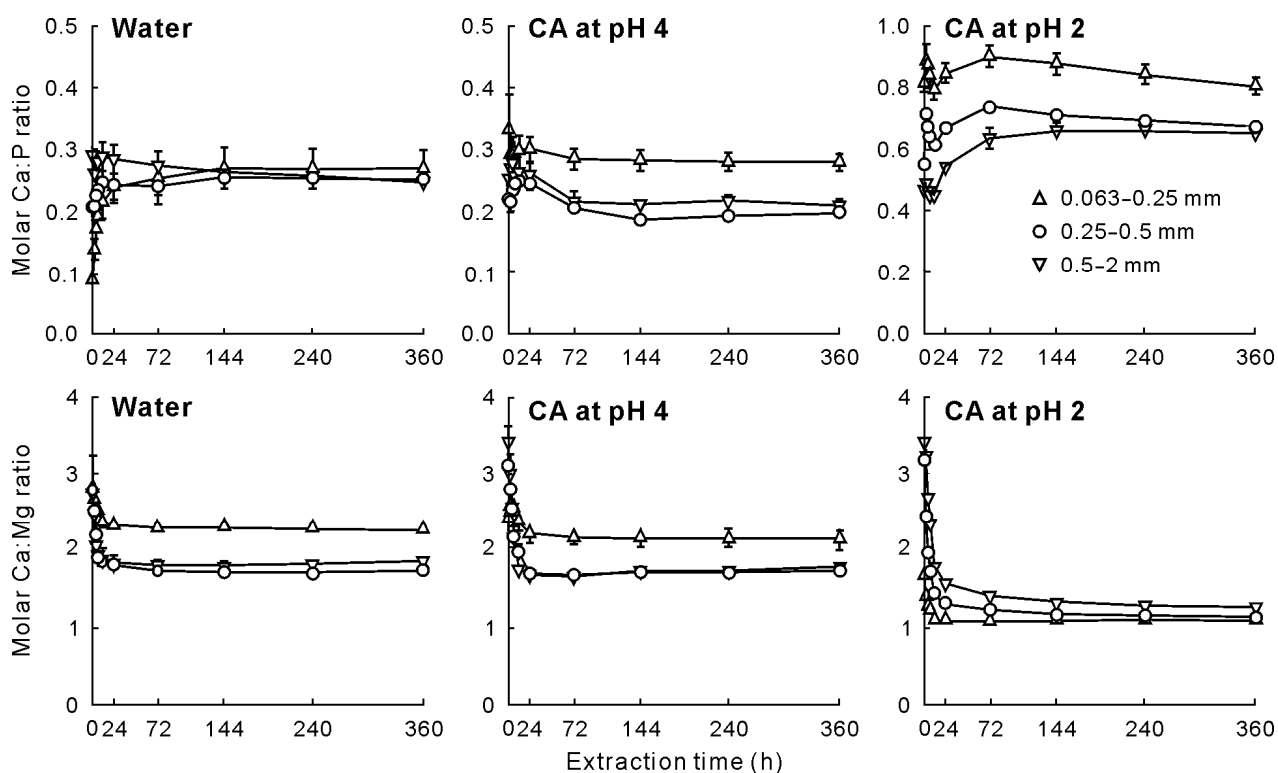 Water
CA at pH 4
CA at pH 2
Molar Ca:P ratio
0.5
0.4
0.3
0.2
0.1
0.0
0 24 72 144 240 360
0.5
0.4
0.3
0.2
0.1
0.0
0 24 72 144 240 360
1.0
0.8
0.6
0.4
0.2
0.0
0 24 72 144 240 360
0.063–0.25 mm
0.25–0.5 mm
0.5–2 mm
Water
CA at pH 4
CA at pH 2
Molar Ca:Mg ratio
4
3
2
1
0
0 24 72 144 240 360
4
3
2
1
0
0 24 72 144 240 360
4
3
2
1
0
0 24 72 144 240 360
Extraction time (h)